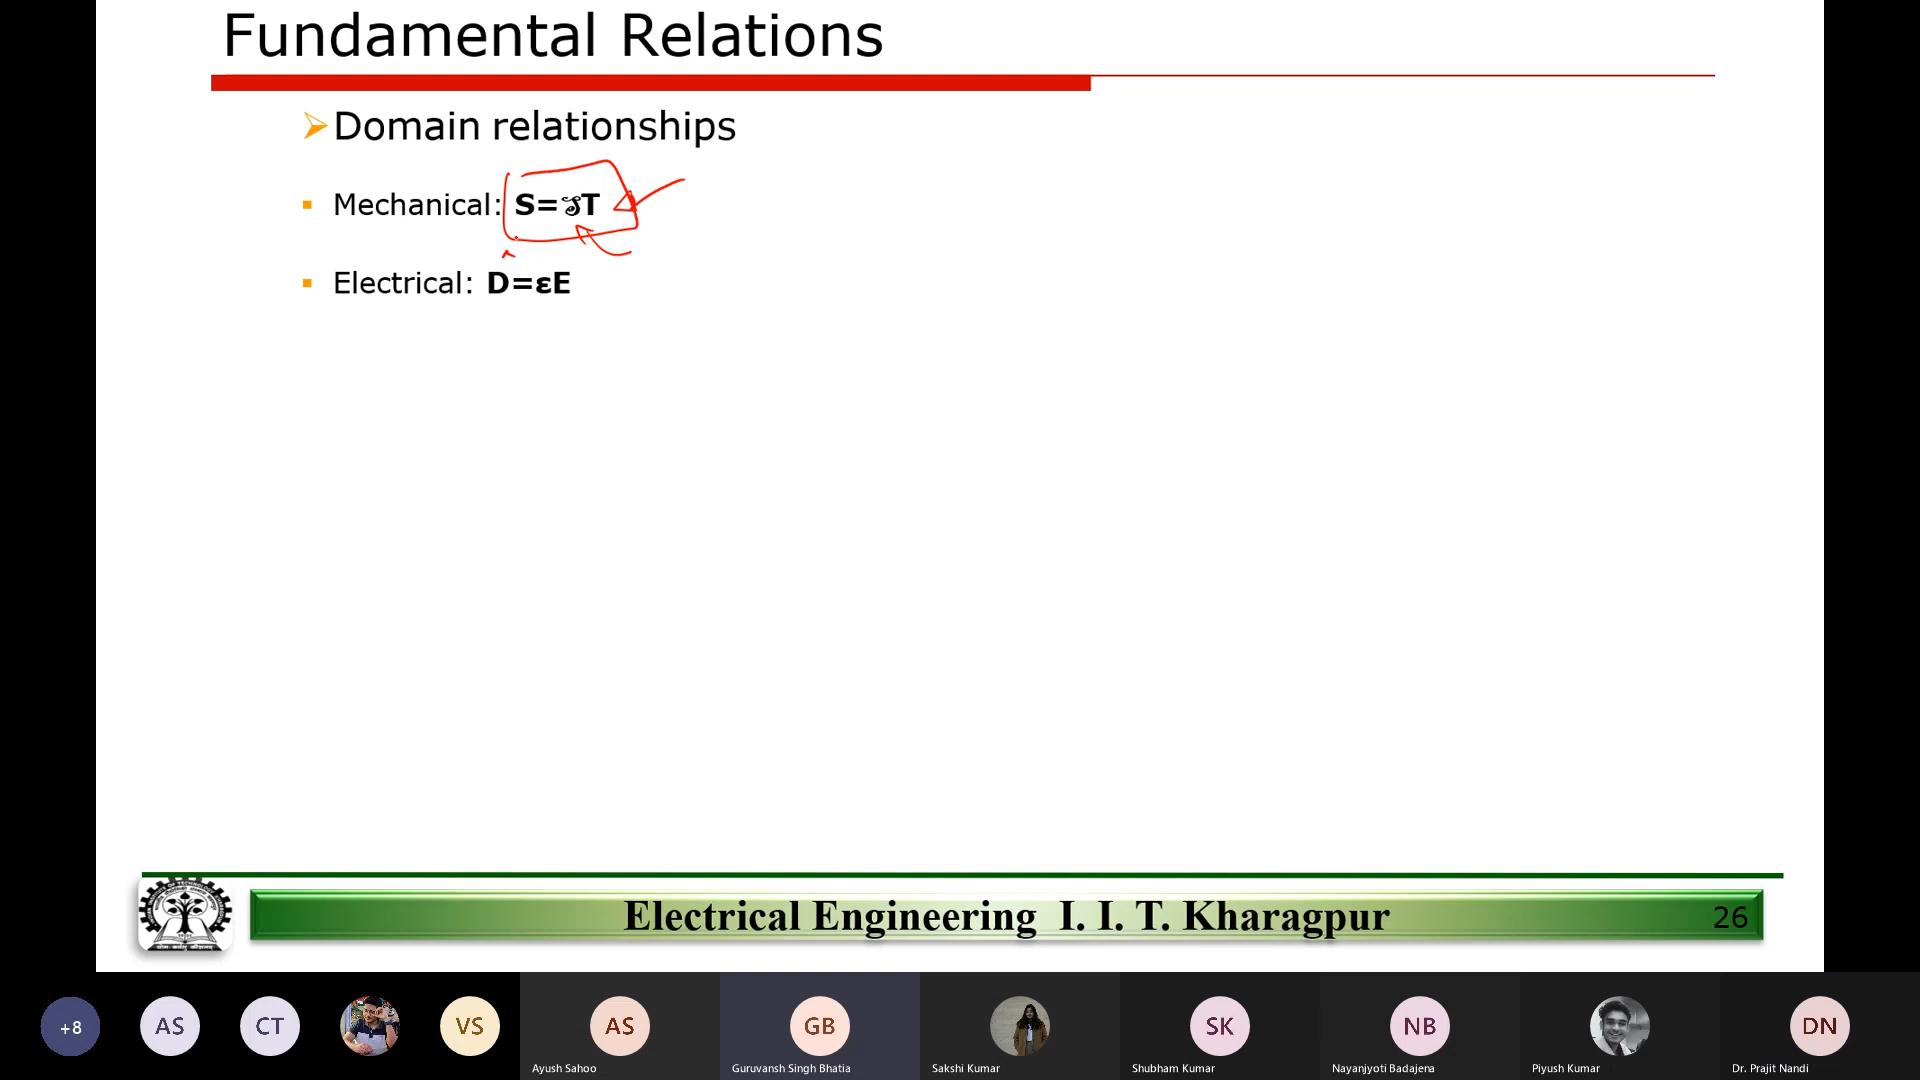 Fundamental Relations
Domain relationships
Mechanical: S=𝒮T
Electrical: D=εE
Electrical Engineering I. I. T. Kharagpur
26
+8
AS
CT
VS
AS
GB
SK
NB
DN
Ayush Sahoo
Guruvansh Singh Bhatia
Sakshi Kumar
Shubham Kumar
Nayanjyoti Badajena
Piyush Kumar
Dr. Prajit Nandi